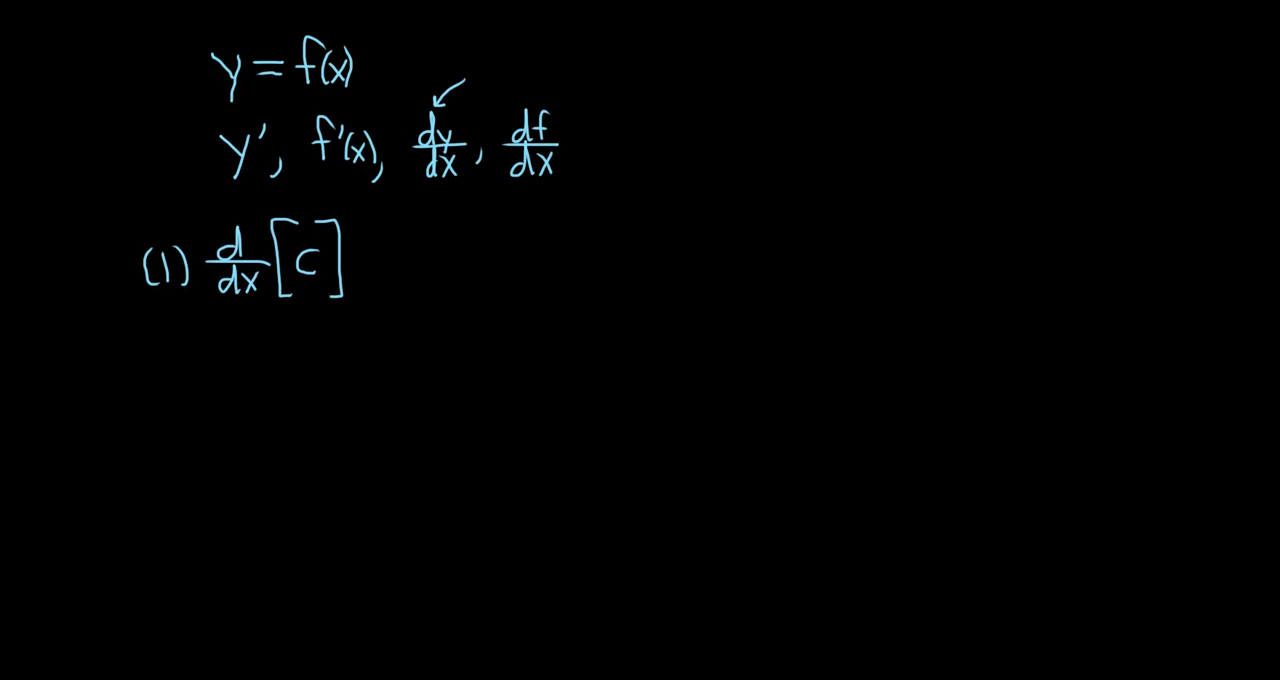 y = f(x)
y', f'(x), dy/dx, df/dx
(1) d/dx [c]